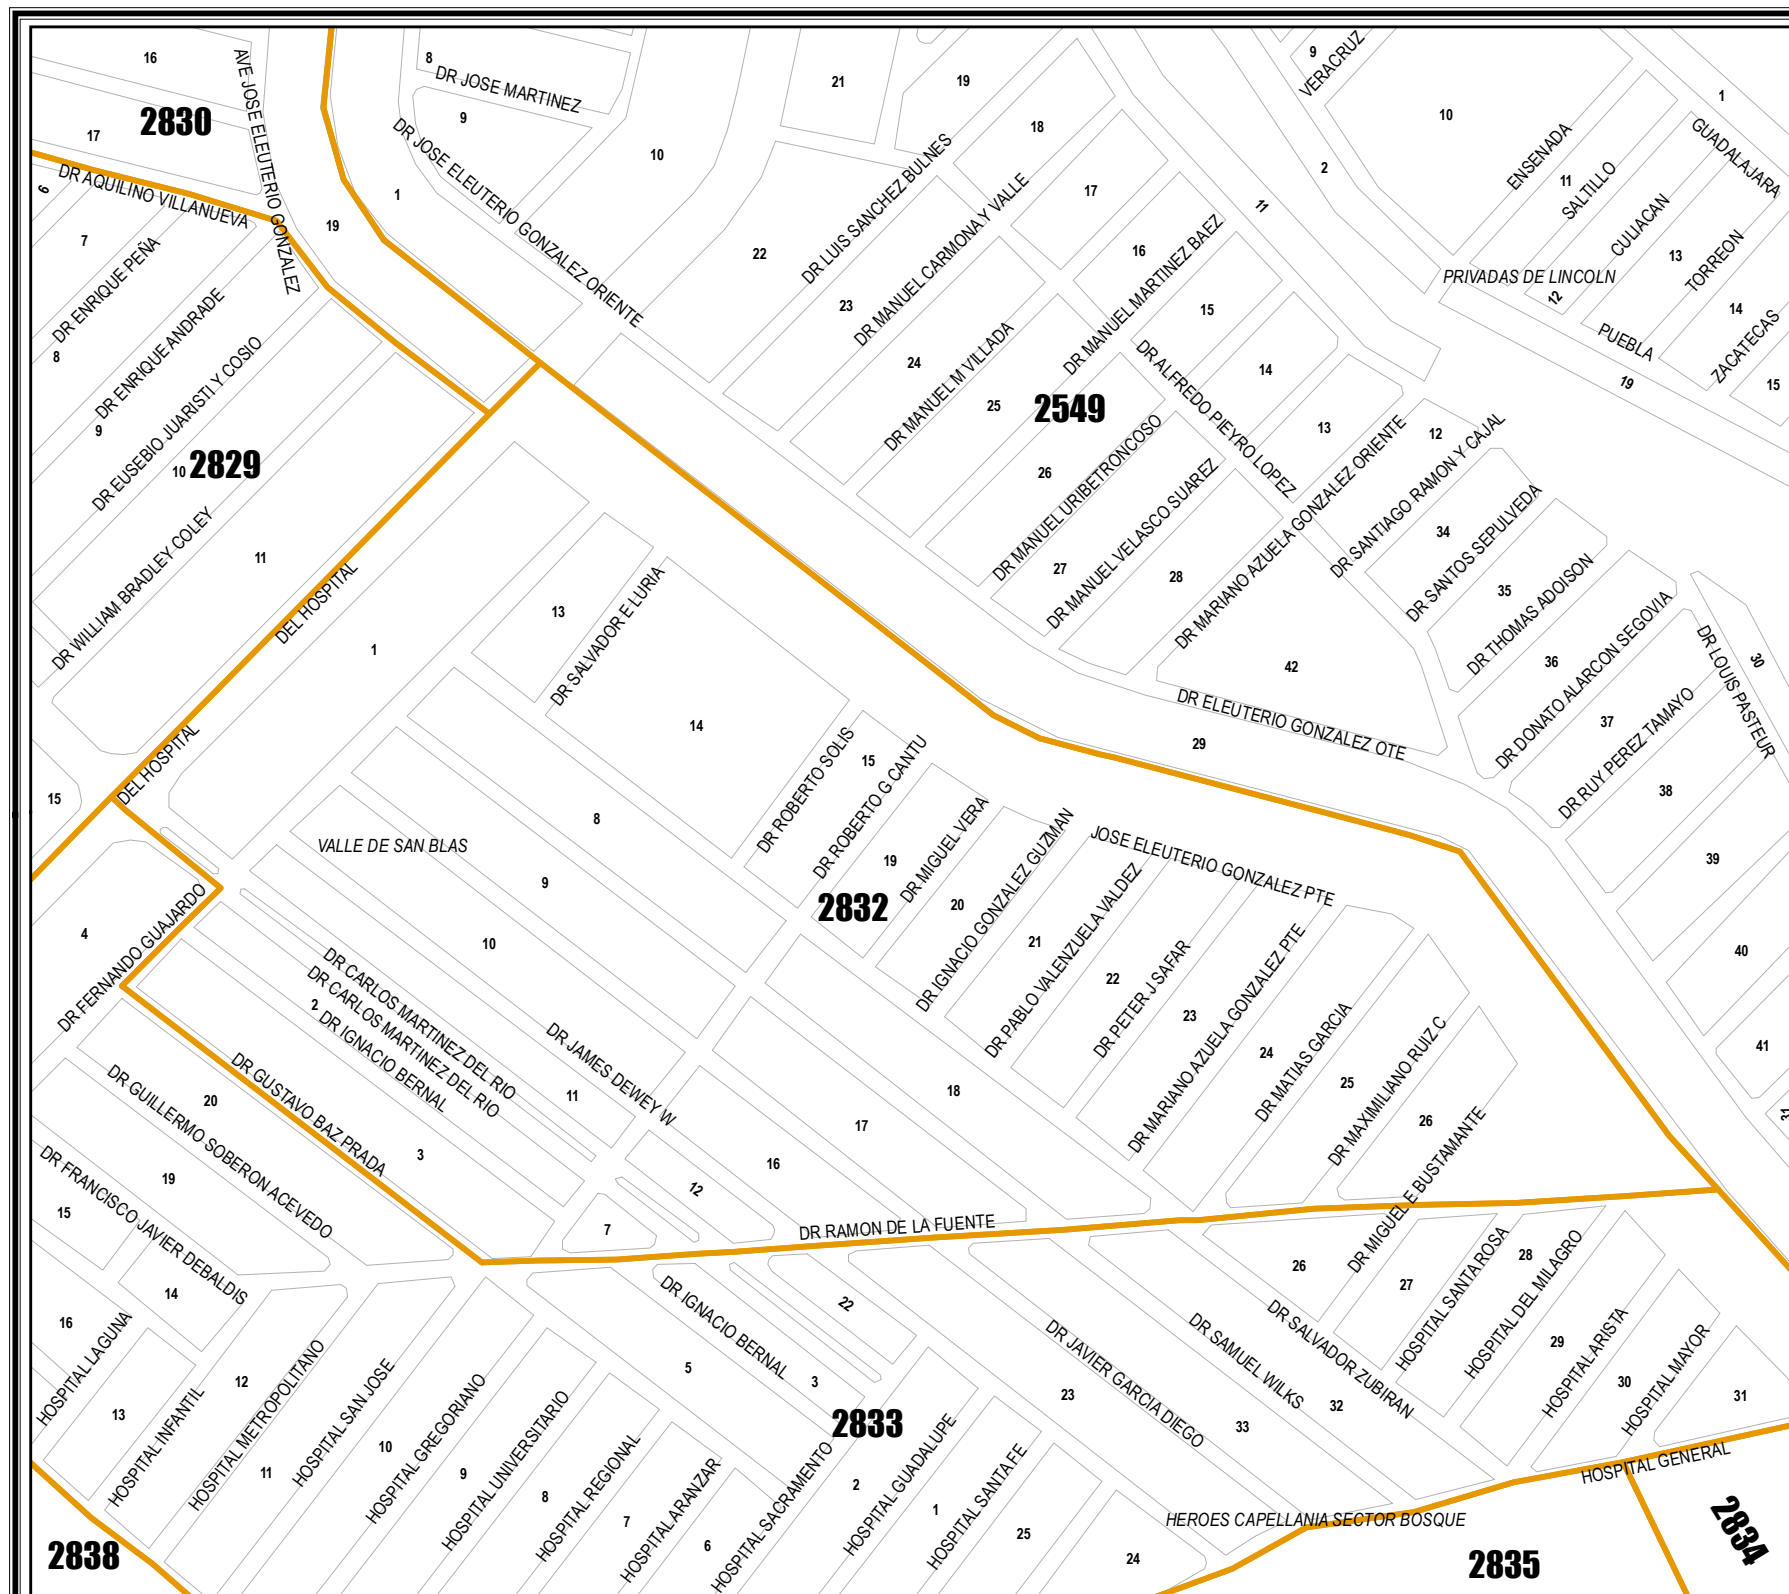 16
8
DR JOSE MARTINEZ
21
19
9
VERACRUZ
10
1
2830
17
AVE JOSE ELEUTERIO GONZALEZ
9
DR JOSE ELEUTERIO GONZALEZ ORIENTE
10
18
DR LUIS SANCHEZ BULNES
2
ENSENADA
11
SALTILLO
GUADALAJARA
DR AQUILINO VILLANUEVA
6
7
19
1
22
DR MANUEL CARMONA Y VALLE
17
11
CULIACAN
13
TORREON
DR ENRIQUE PEÑA
8
23
16
DR MANUEL MARTINEZ BAEZ
PRIVADAS DE LINCOLN
12
14
ZACATECAS
PUEBLA
19
15
DR ENRIQUE ANDRADE
9
DR EUSEBIO JUARISTI Y COSIO
10
2829
24
DR MANUEL M VILLADA
25
2549
15
14
DR ALFREDO PIEYRO LOPEZ
13
12
26
DR MANUEL URIBE TRONCOSO
27
DR MANUEL VELASCO SUAREZ
28
DR MARIANO AZUELA GONZALEZ ORIENTE
DR SANTIAGO RAMON Y CAJAL
34
DR SANTOS SEPULVEDA
35
DR THOMAS ADOISON
36
DR DONATO ALARCON SEGOVIA
37
DR RUY PEREZ TAMAYO
38
DR LOUIS PASTEUR
30
DR WILLIAM BRADLEY COLEY
11
DEL HOSPITAL
1
13
DR SALVADOR E LURIA
14
42
DR ELEUTERIO GONZALEZ OTE
29
DEL HOSPITAL
15
VALLE DE SAN BLAS
8
9
10
DR ROBERTO SOLIS
15
DR ROBERTO G CANTU
19
DR MIGUEL VERA
20
2832
DR IGNACIO GONZALEZ GUZMAN
21
JOSE ELEUTERIO GONZALEZ PTE
DR PABLO VALENZUELA VALDEZ
22
DR PETER J SAFAR
23
DR MARIANO AZUELA GONZALEZ PTE
24
DR MATIAS GARCIA
25
DR MAXIMILIANO RUIZ C
26
DR MIGUEL E BUSTAMANTE
39
40
41
31
4
DR FERNANDO GUAJARDO
DR CARLOS MARTINEZ DEL RIO
DR CARLOS MARTINEZ DEL RIO
2
DR IGNACIO BERNAL
DR JAMES DEWEY W
11
18
17
16
12
DR GUSTAVO BAZ PRADA
3
20
DR GUILLERMO SOBERON ACEVEDO
19
DR FRANCISCO JAVIER DEBALDIS
15
14
7
DR RAMON DE LA FUENTE
16
HOSPITAL LAGUNA
13
HOSPITAL INFANTIL
12
HOSPITAL METROPOLITANO
11
HOSPITAL SAN JOSE
10
HOSPITAL GREGORIANO
9
HOSPITAL UNIVERSITARIO
8
HOSPITAL REGIONAL
7
HOSPITAL ARANZAR
6
HOSPITAL SACRAMENTO
DR IGNACIO BERNAL
5
3
22
2833
2
HOSPITAL GUADALUPE
1
HOSPITAL SANTA FE
25
24
23
DR JAVIER GARCIA DIEGO
33
DR SAMUEL WILKS
32
DR SALVADOR ZUBIRAN
26
27
HOSPITAL SANTA ROSA
28
HOSPITAL DEL MILAGRO
29
HOSPITAL ARISTA
30
HOSPITAL MAYOR
31
HOSPITAL GENERAL
HEROES CAPELLANIA SECTOR BOSQUE
2838
2835
2834